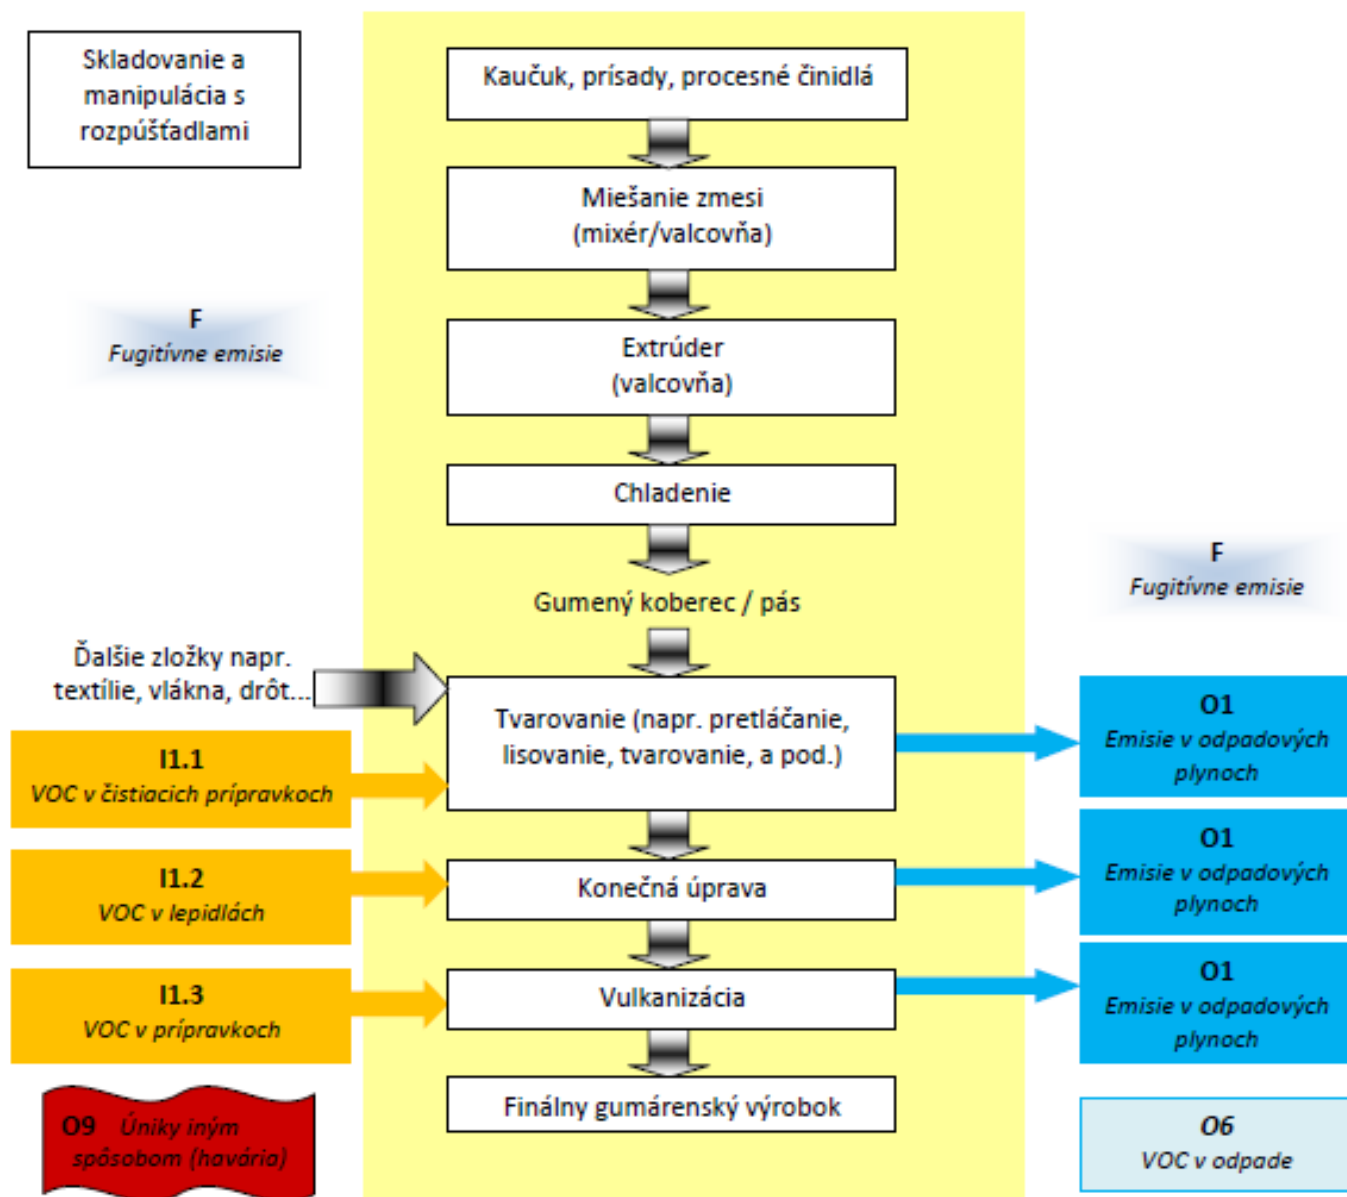 Skladovanie a
manipulácia s
rozpúšťadlami
Kaučuk, prísady, procesné činidlá
Miešanie zmesi
(mixér/valcovňa)
F
Fugitívne emisie
Extrúder
(valcovňa)
Chladenie
F
Fugitívne emisie
Gumený koberec / pás
Ďalšie zložky napr.
textílie, vlákna, drôt...
Tvarovanie (napr. pretláčanie,
lisovanie, tvarovanie, a pod.)
O1
Emisie v odpadových
plynoch
I1.1
VOC v čistiacich prípravkoch
I1.2
VOC v lepidlách
Konečná úprava
O1
Emisie v odpadových
plynoch
I1.3
VOC v prípravkoch
Vulkanizácia
O1
Emisie v odpadových
plynoch
O9 Úniky iným
spôsobom (havária)
Finálny gumárenský výrobok
O6
VOC v odpade